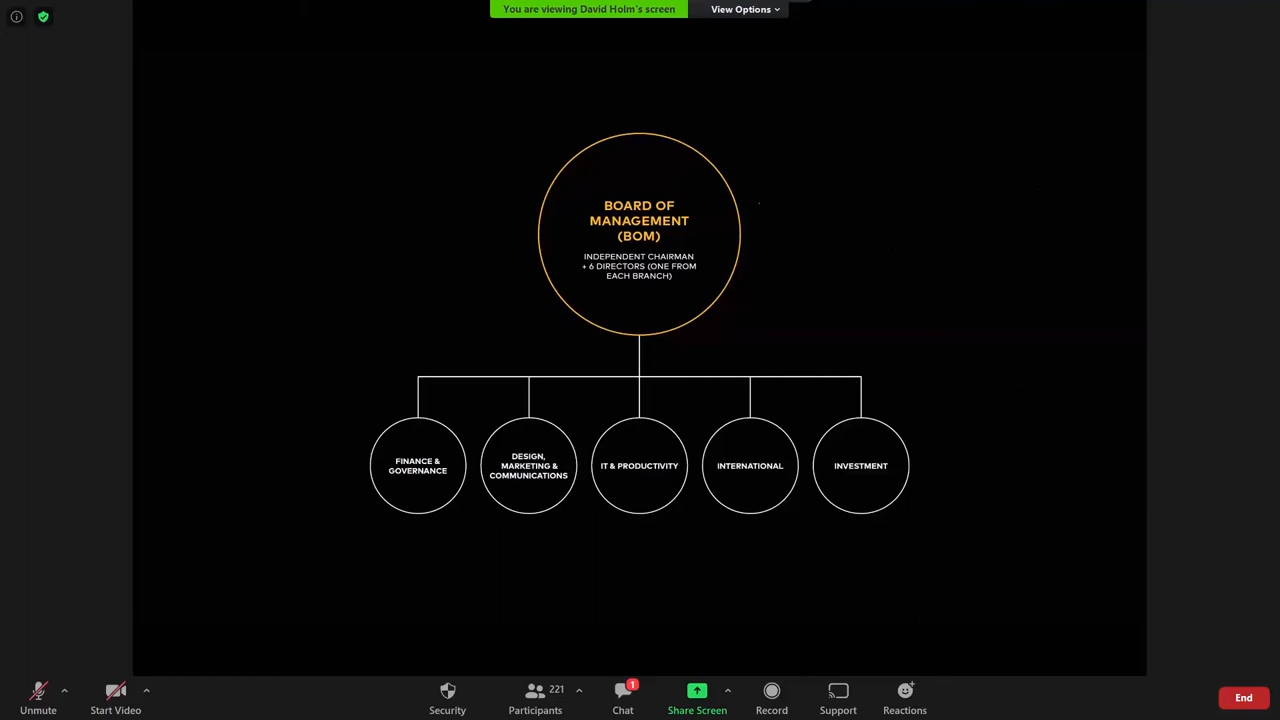 You are viewing David Holm's screen
View Options
BOARD OF
MANAGEMENT
(BOM)
INDEPENDENT CHAIRMAN
+ 6 DIRECTORS (ONE FROM
EACH BRANCH)
FINANCE &
GOVERNANCE
DESIGN,
MARKETING &
COMMUNICATIONS
IT & PRODUCTIVITY
INTERNATIONAL
INVESTMENT
Unmute
Start Video
Security
221
Participants
1
Chat
Share Screen
Record
Support
Reactions
End